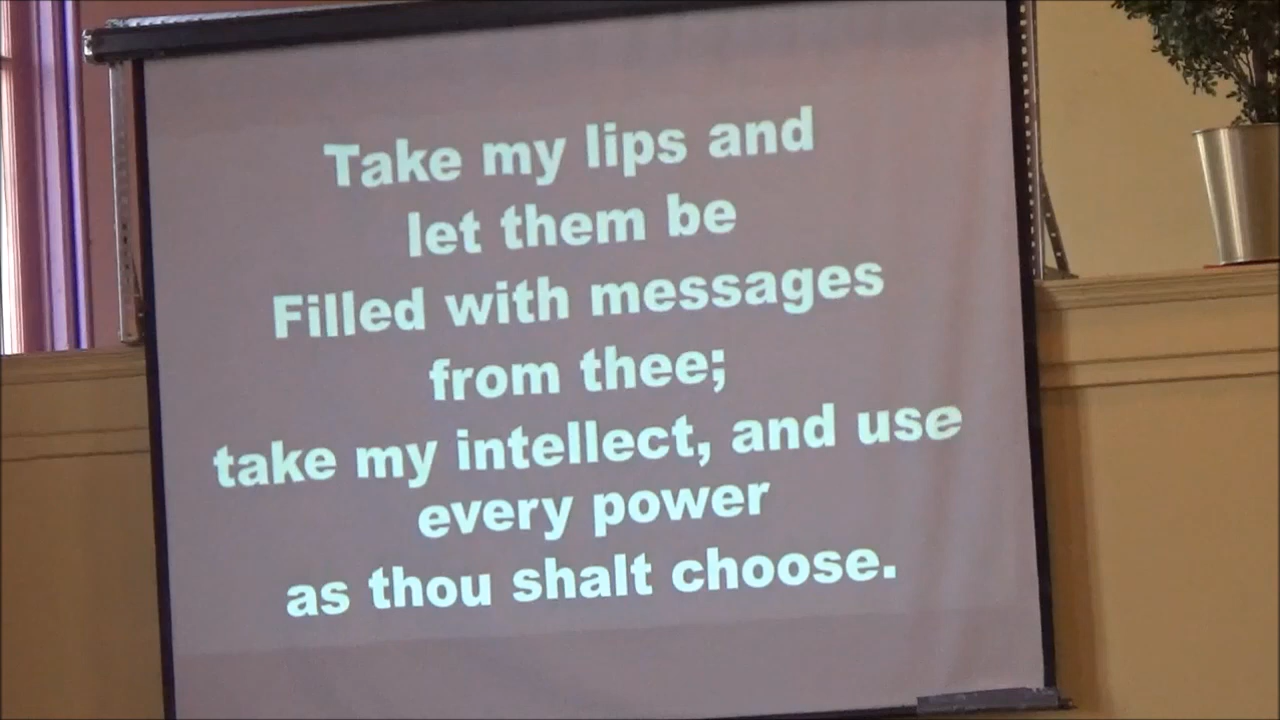 Take my lips and
let them be
Filled with messages
from thee;
take my intellect, and use
every power
as thou shalt choose.